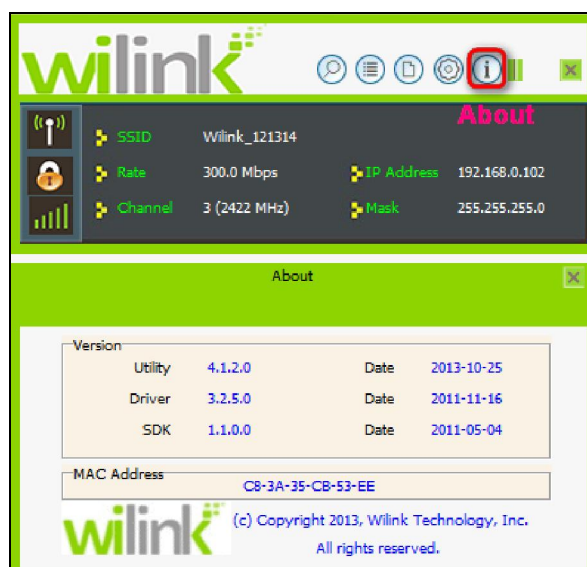 wilink
About
SSID Wilink_121314
Rate 300.0 Mbps IP Address 192.168.0.102
Channel 3 (2422 MHz) Mask 255.255.255.0
About
Version
Utility 4.1.2.0 Date 2013-10-25
Driver 3.2.5.0 Date 2011-11-16
SDK 1.1.0.0 Date 2011-05-04
MAC Address
C8-3A-35-CB-53-EE
wilink
(c) Copyright 2013, Wilink Technology, Inc.
All rights reserved.